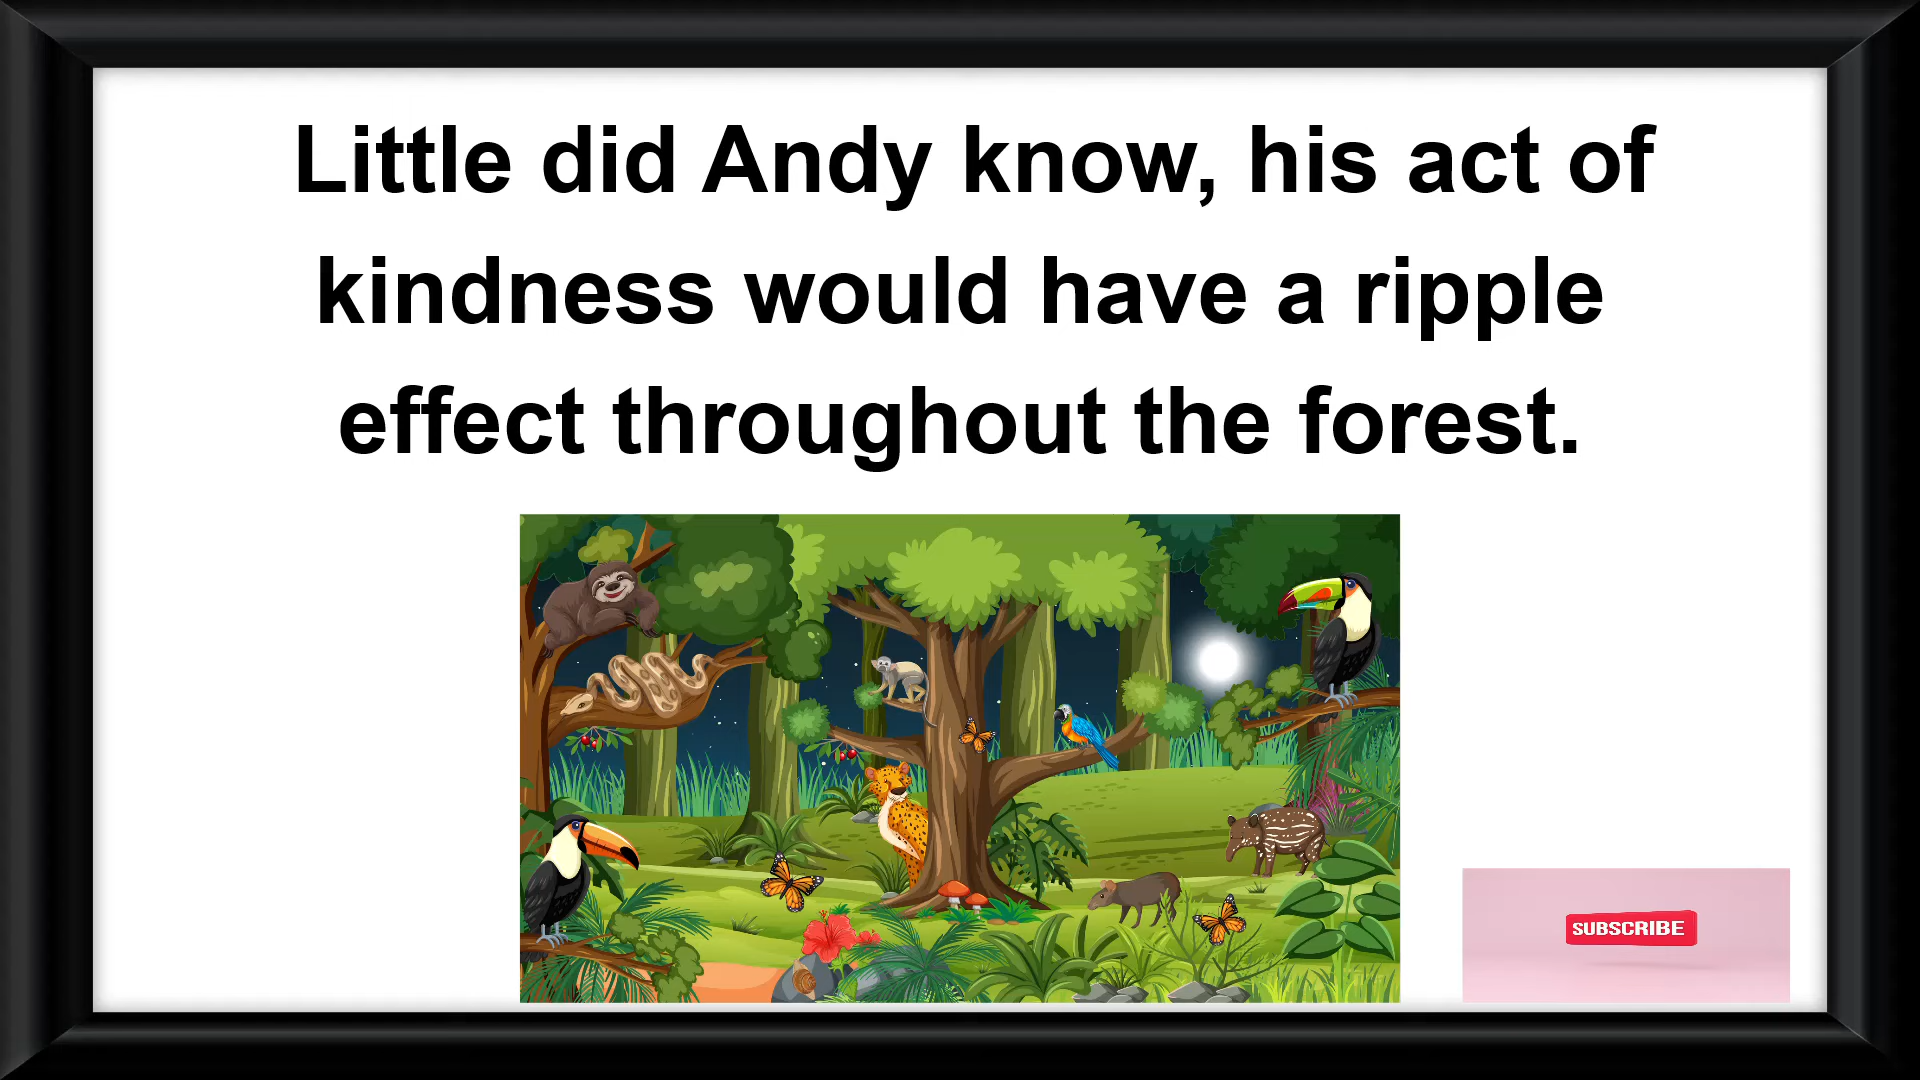 Little did Andy know, his act of
kindness would have a ripple
effect throughout the forest.
SUBSCRIBE